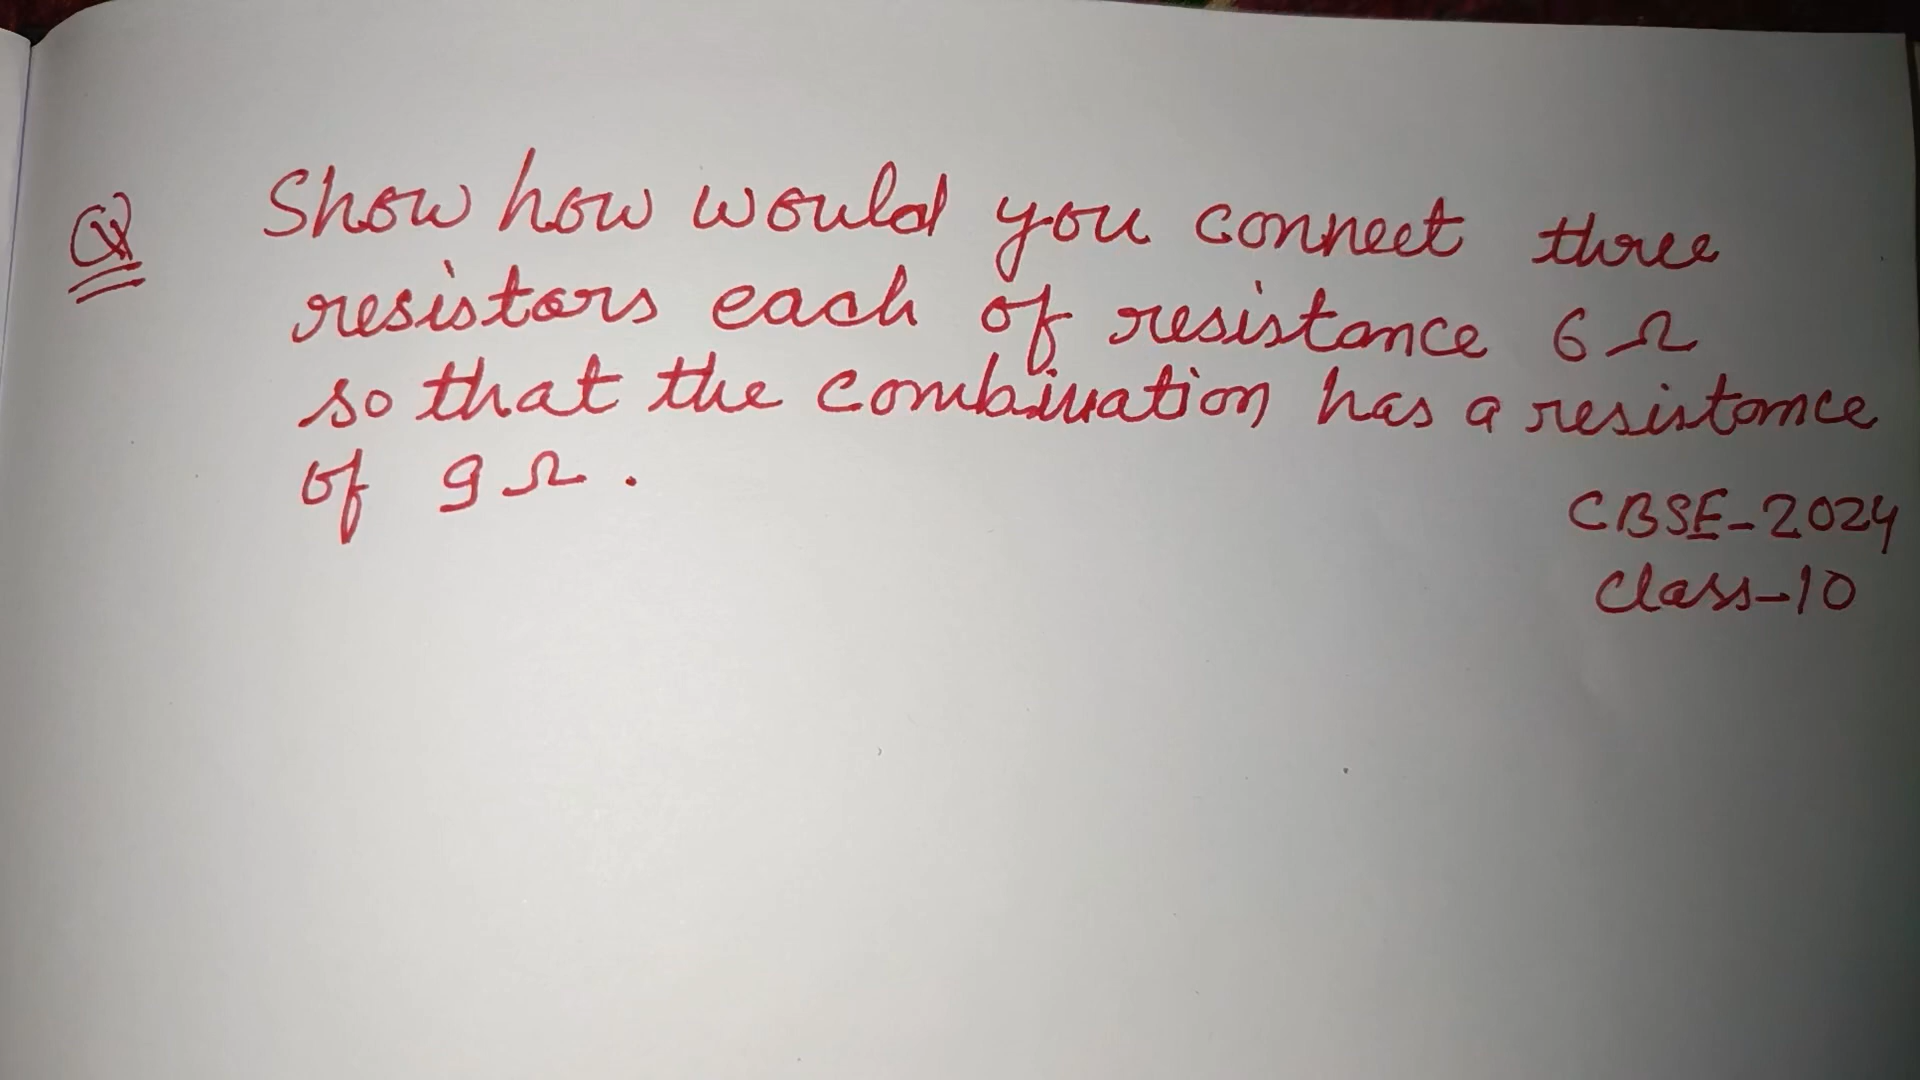 Q Show how would you connect three
resistors each of resistance 6 Ω
so that the combination has a resistance
of 9 Ω.
CBSE-2024
Class-10